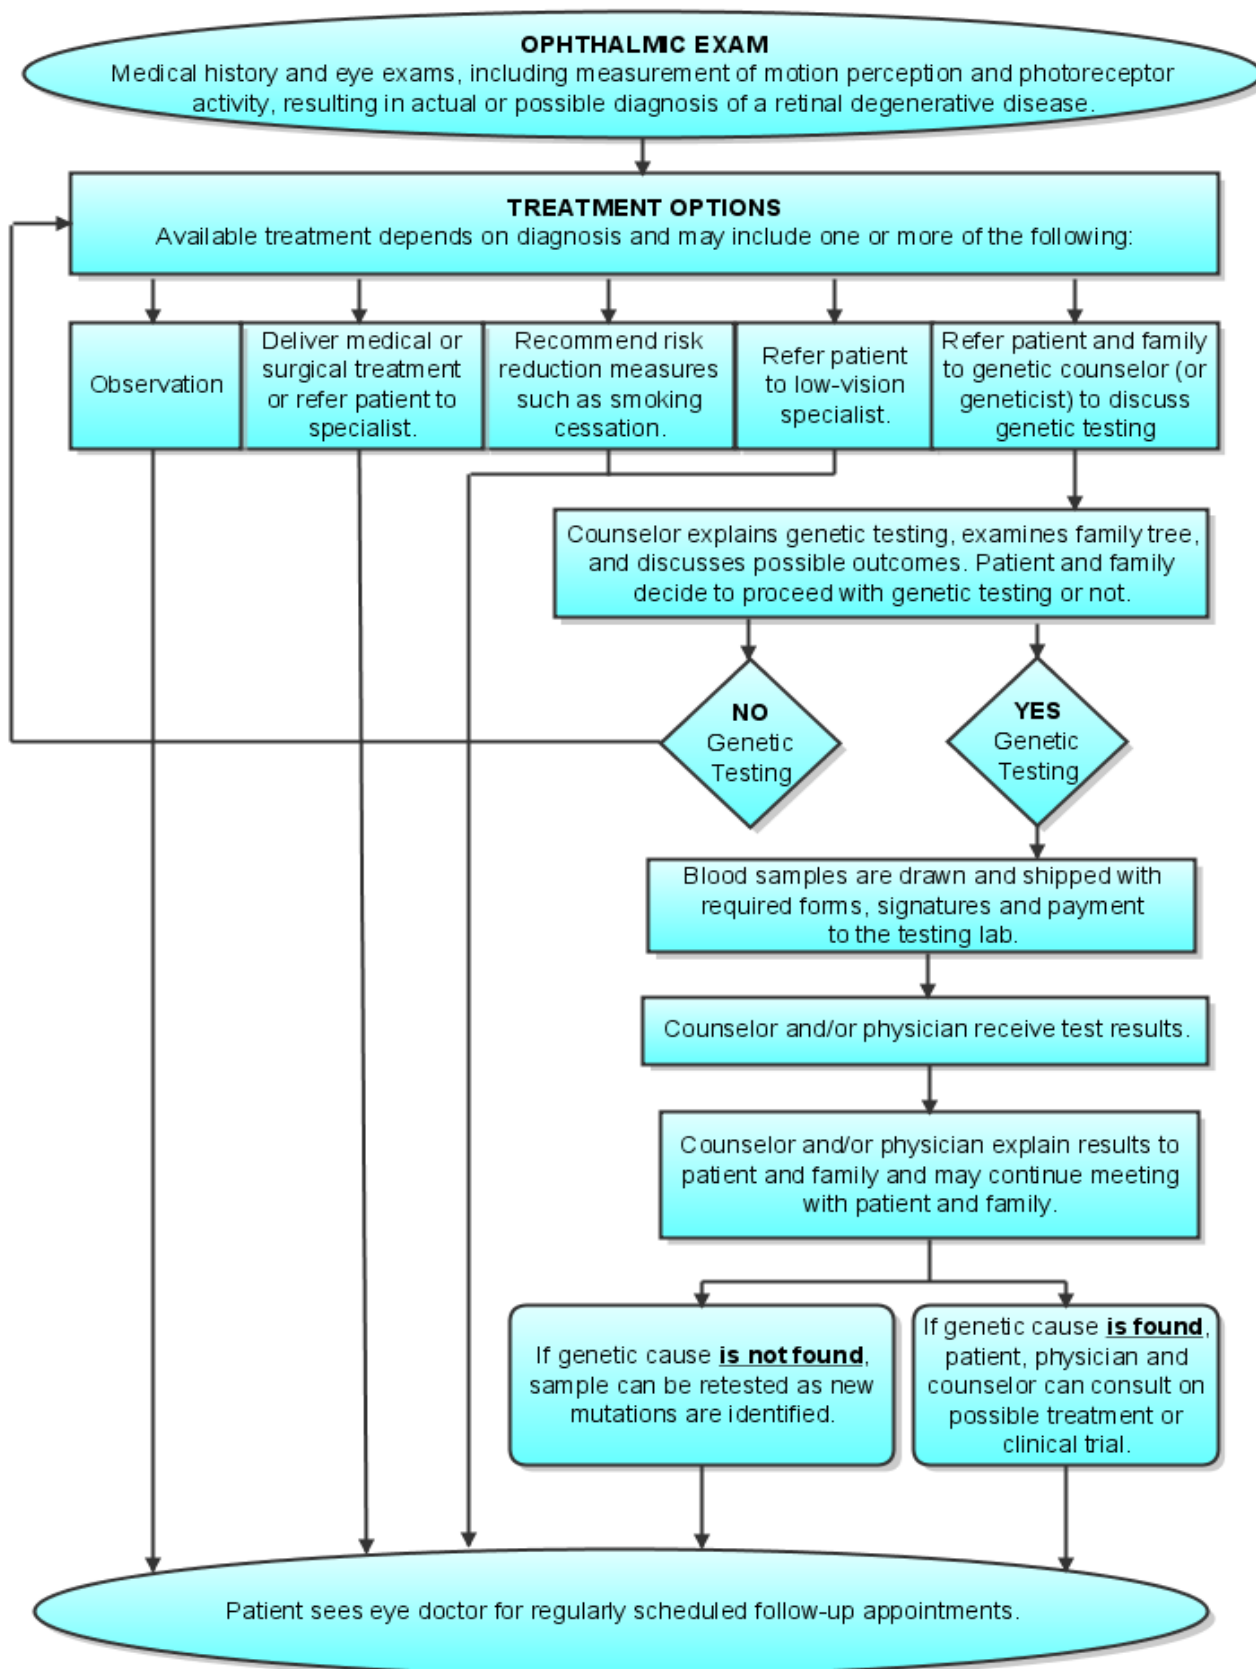 OPHTHALMIC EXAM
Medical history and eye exams, including measurement of motion perception and photoreceptor
activity, resulting in actual or possible diagnosis of a retinal degenerative disease.
TREATMENT OPTIONS
Available treatment depends on diagnosis and may include one or more of the following:
Observation
Deliver medical or
surgical treatment
or refer patient to
specialist.
Recommend risk
reduction measures
such as smoking
cessation.
Refer patient
to low-vision
specialist.
Refer patient and family
to genetic counselor (or
geneticist) to discuss
genetic testing
Counselor explains genetic testing, examines family tree,
and discusses possible outcomes. Patient and family
decide to proceed with genetic testing or not.
NO
Genetic
Testing
YES
Genetic
Testing
Blood samples are drawn and shipped with
required forms, signatures and payment
to the testing lab.
Counselor and/or physician receive test results.
Counselor and/or physician explain results to
patient and family and may continue meeting
with patient and family.
If genetic cause is not found,
sample can be retested as new
mutations are identified.
If genetic cause is found,
patient, physician and
counselor can consult on
possible treatment or
clinical trial.
Patient sees eye doctor for regularly scheduled follow-up appointments.